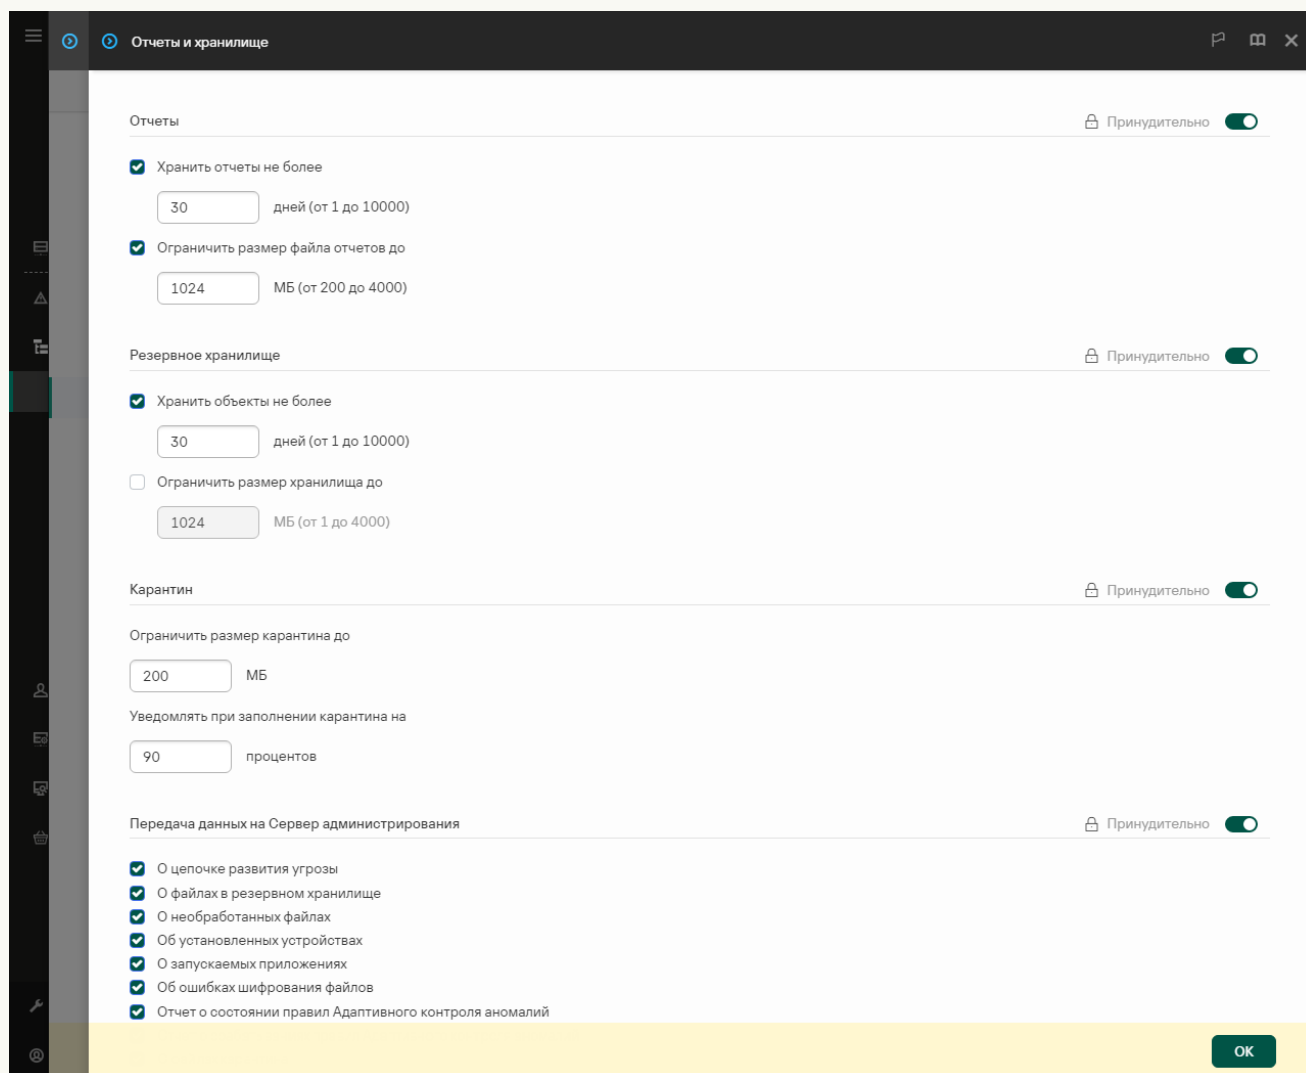 Отчеты и хранилище
Отчеты
Принудительно
Хранить отчеты не более
30 дней (от 1 до 10000)
Ограничить размер файла отчетов до
1024 МБ (от 200 до 4000)
Резервное хранилище
Принудительно
Хранить объекты не более
30 дней (от 1 до 10000)
Ограничить размер хранилища до
1024 МБ (от 1 до 4000)
Карантин
Принудительно
Ограничить размер карантина до
200 МБ
Уведомлять при заполнении карантина на
90 процентов
Передача данных на Сервер администрирования
Принудительно
О цепочке развития угрозы
О файлах в резервном хранилище
О необработанных файлах
Об установленных устройствах
О запускаемых приложениях
Об ошибках шифрования файлов
Отчет о состоянии правил Адаптивного контроля аномалий
ОК